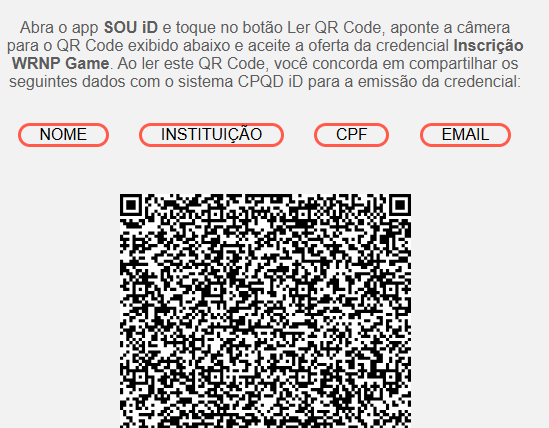 Abra o app SOU iD e toque no botão Ler QR Code, aponte a câmera
para o QR Code exibido abaixo e aceite a oferta da credencial Inscrição
WRNP Game. Ao ler este QR Code, você concorda em compartilhar os
seguintes dados com o sistema CPQD iD para a emissão da credencial:
NOME INSTITUIÇÃO CPF EMAIL